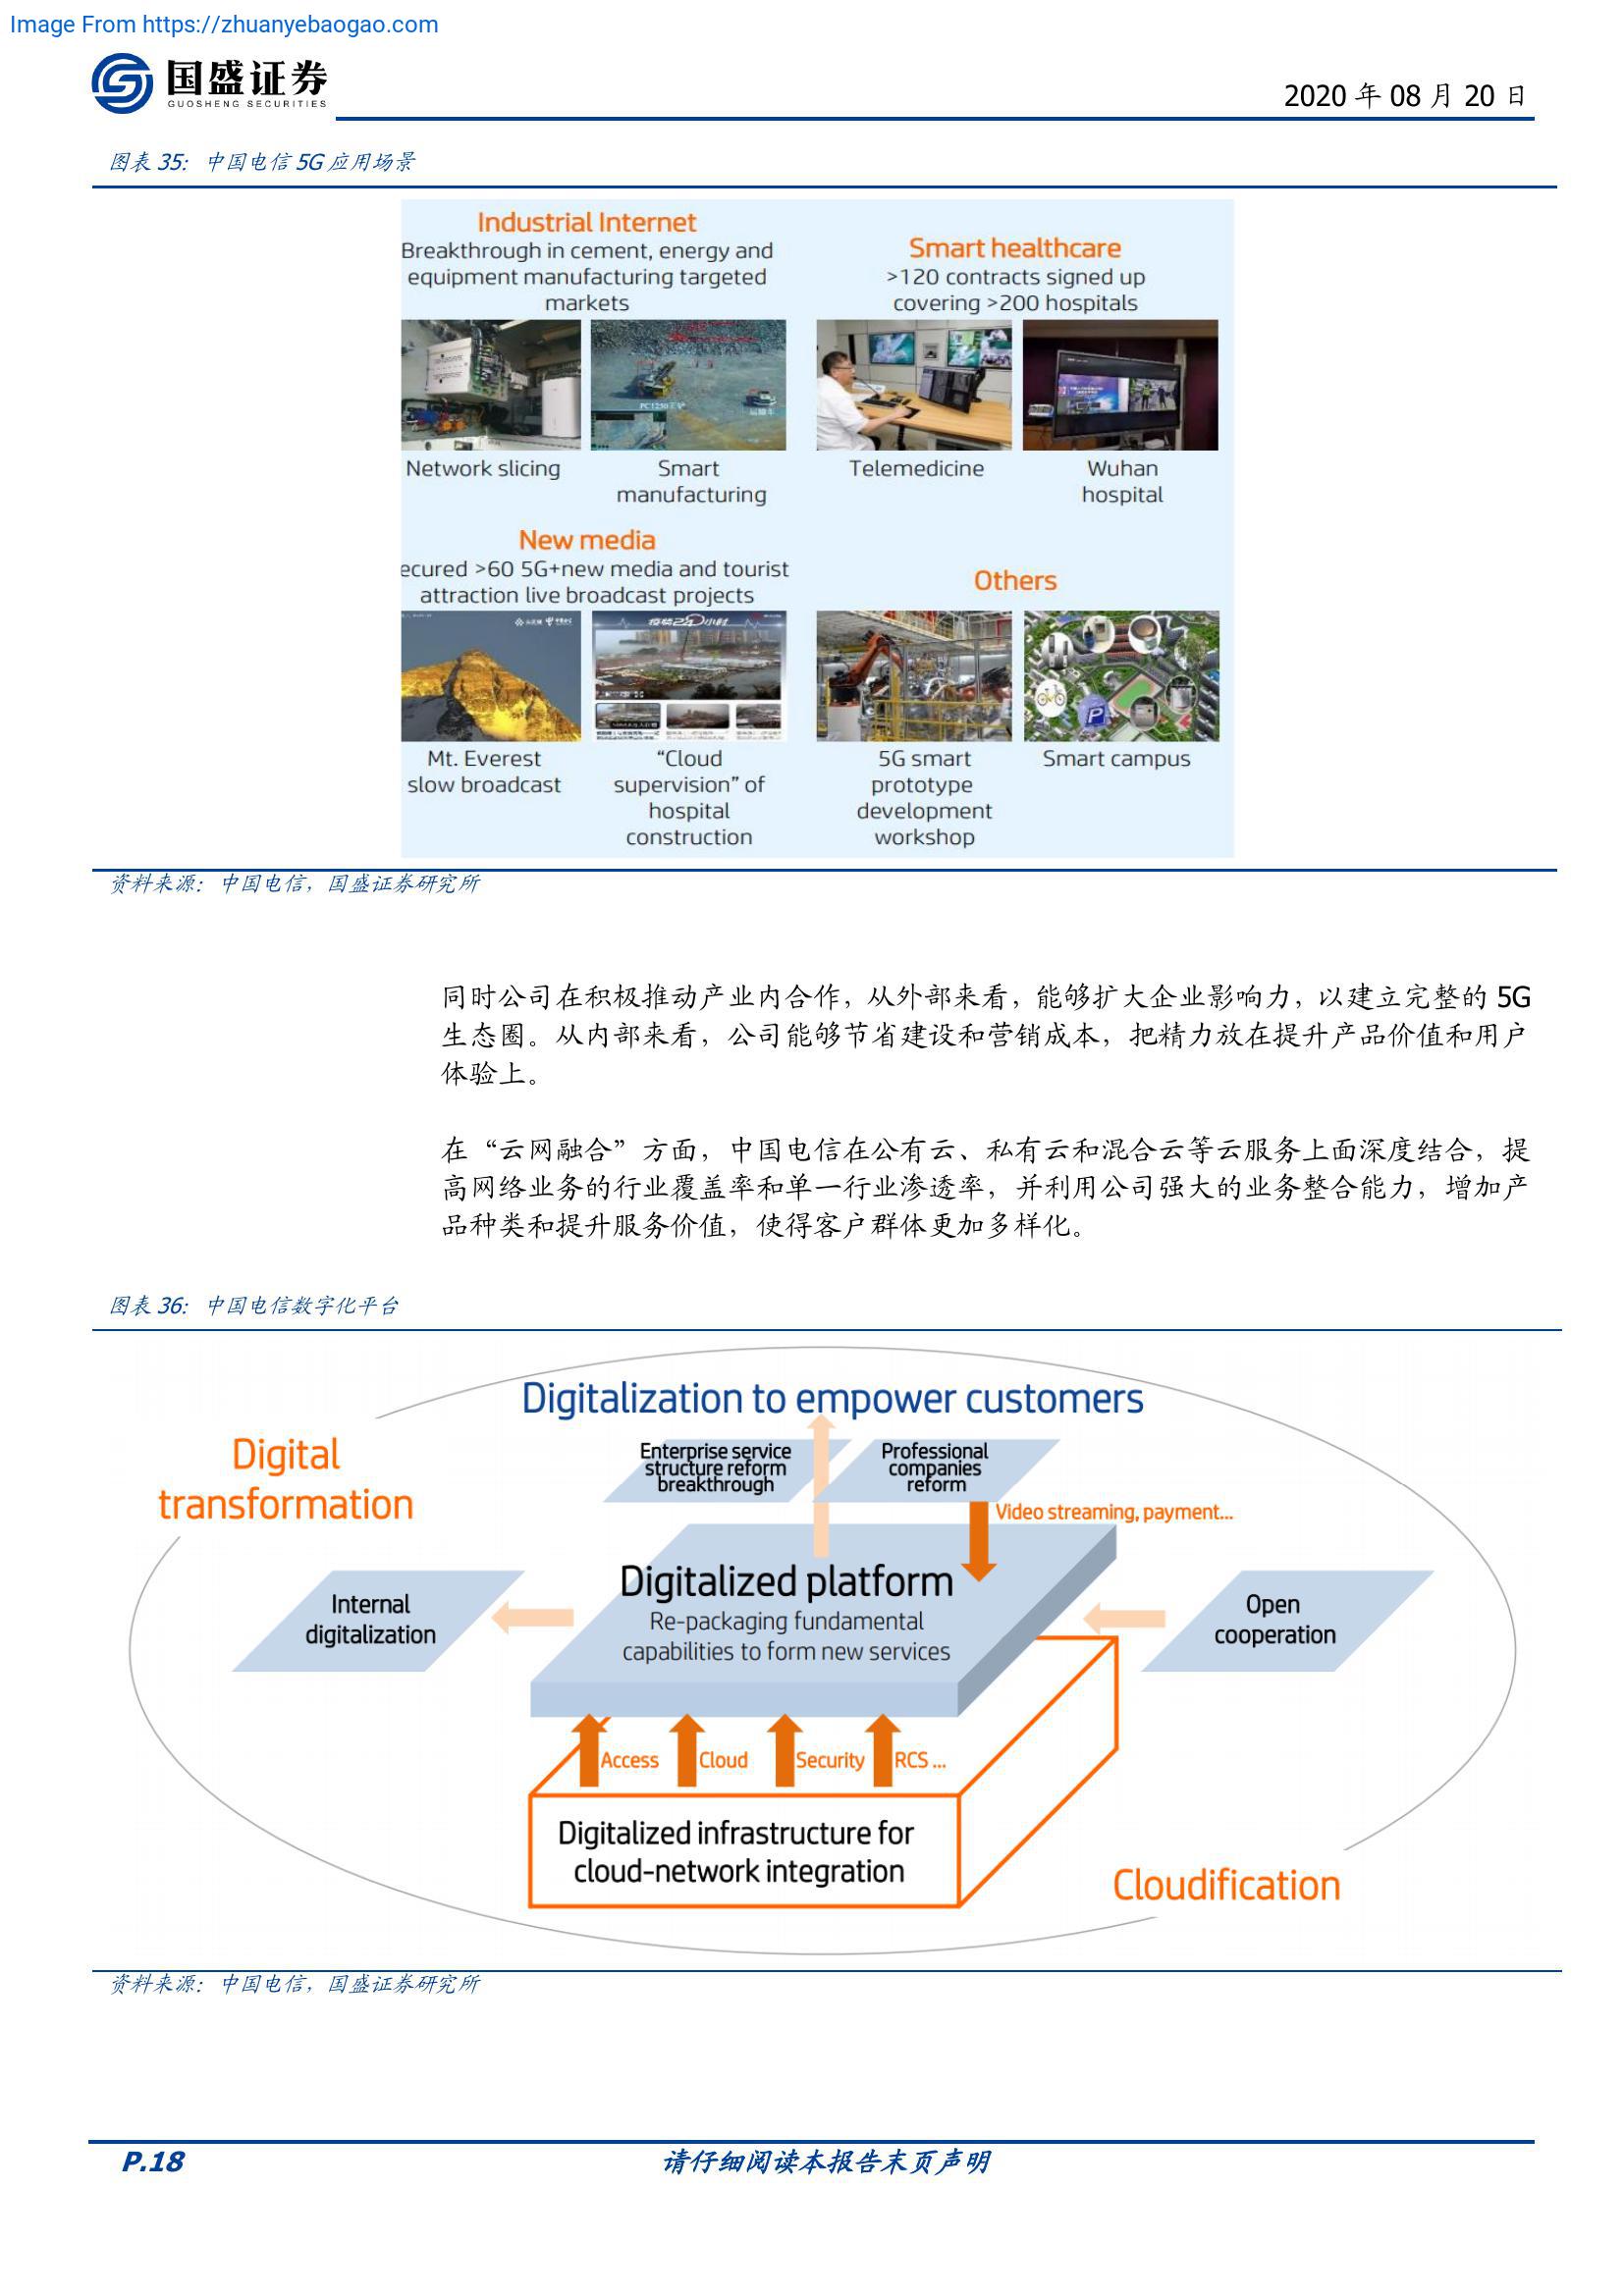 Image From https://zhuanyebaogao.com
国盛证券
GUOSHENG SECURITIES
2020 年 08 月 20 日
图表 35: 中国电信 5G 应用场景
Industrial Internet
Breakthrough in cement, energy and
equipment manufacturing targeted
markets
Smart healthcare
>120 contracts signed up
covering >200 hospitals
PC1250
Network slicing
Smart
manufacturing
Telemedicine
Wuhan
hospital
New media
ecured >60 5G+new media and tourist
attraction live broadcast projects
Others
P
Mt. Everest
slow broadcast
“Cloud
supervision” of
hospital
construction
5G smart
prototype
development
workshop
Smart campus
资料来源：中国电信，国盛证券研究所
同时公司在积极推动产业内合作，从外部来看，能够扩大企业影响力，以建立完整的 5G
生态圈。从内部来看，公司能够节省建设和营销成本，把精力放在提升产品价值和用户
体验上。
在“云网融合”方面，中国电信在公有云、私有云和混合云等云服务上面深度结合，提
高网络业务的行业覆盖率和单一行业渗透率，并利用公司强大的业务整合能力，增加产
品种类和提升服务价值，使得客户群体更加多样化。
图表 36: 中国电信数字化平台
Digitalization to empower customers
Digital
transformation
Enterprise service
structure reform
breakthrough
Professional
companies
reform
Video streaming, payment...
Internal
digitalization
Digitalized platform
Re-packaging fundamental
capabilities to form new services
Open
cooperation
Access
Cloud
Security
RCS ...
Digitalized infrastructure for
cloud-network integration
Cloudification
资料来源：中国电信，国盛证券研究所
P.18
请仔细阅读本报告末页声明